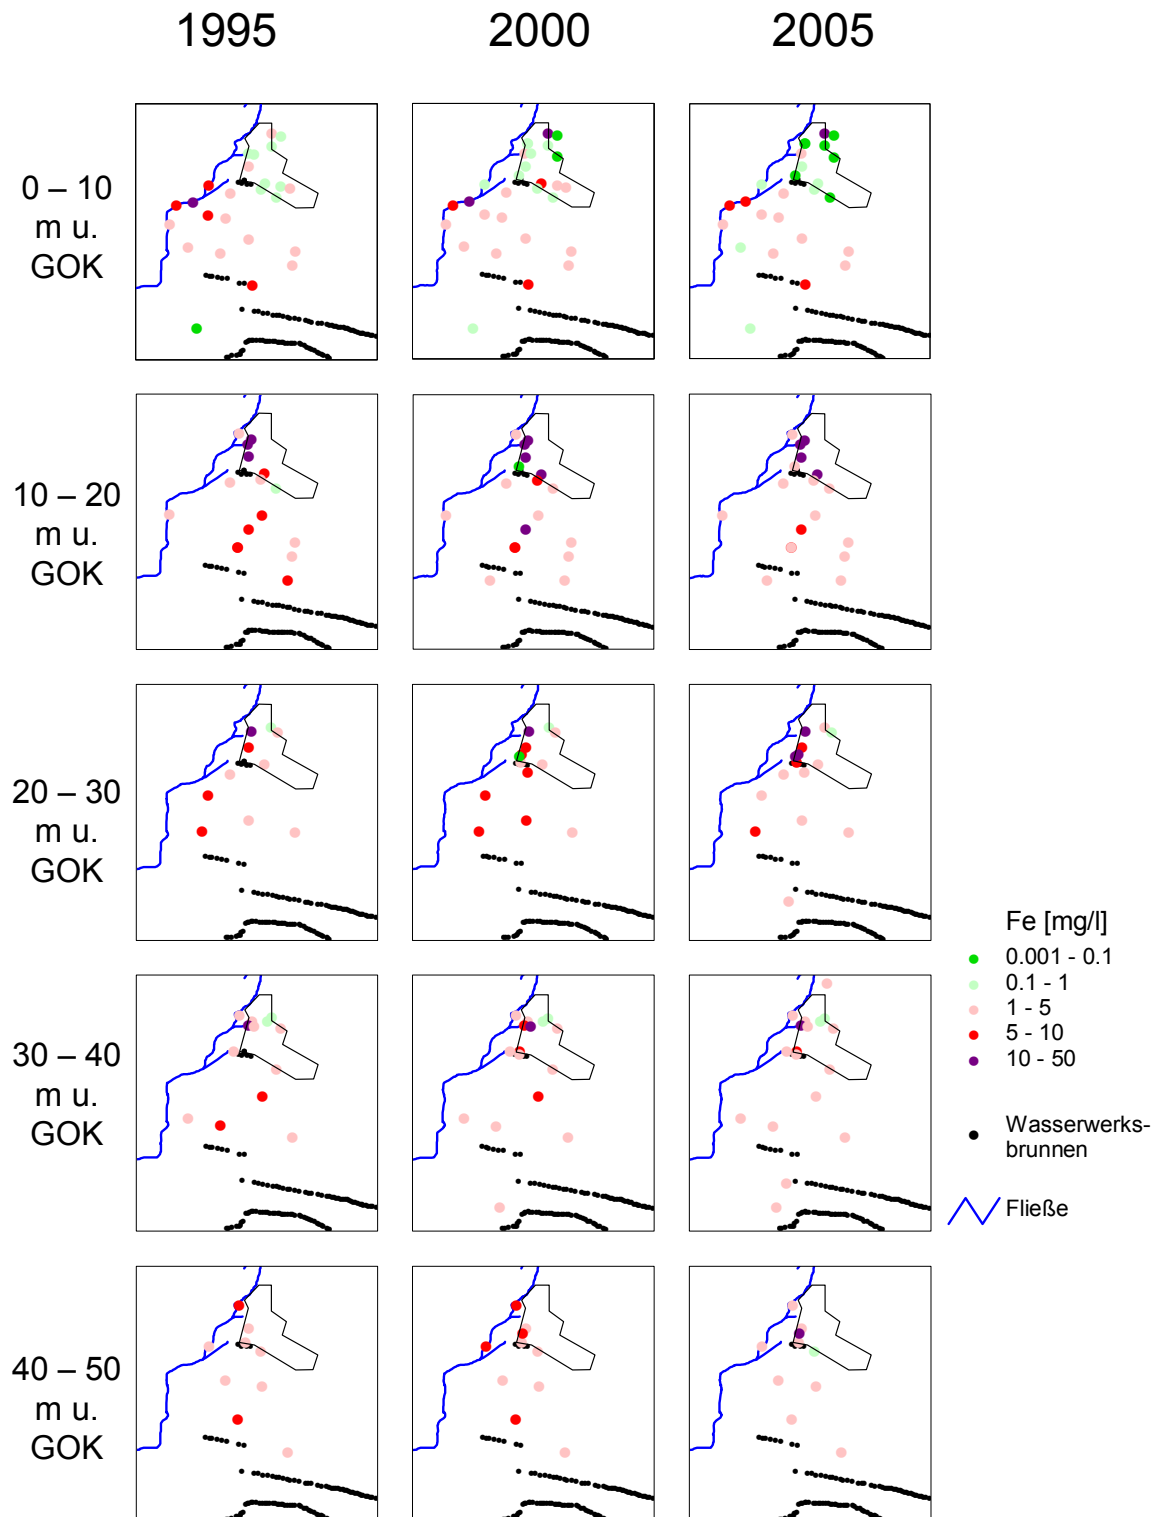 1995 2000 2005
0 – 10
m u.
GOK
10 – 20
m u.
GOK
20 – 30
m u.
GOK
30 – 40
m u.
GOK
40 – 50
m u.
GOK
Fe [mg/l]
0.001 - 0.1
0.1 - 1
1 - 5
5 - 10
10 - 50
Wasserwerks-
brunnen
Fließe